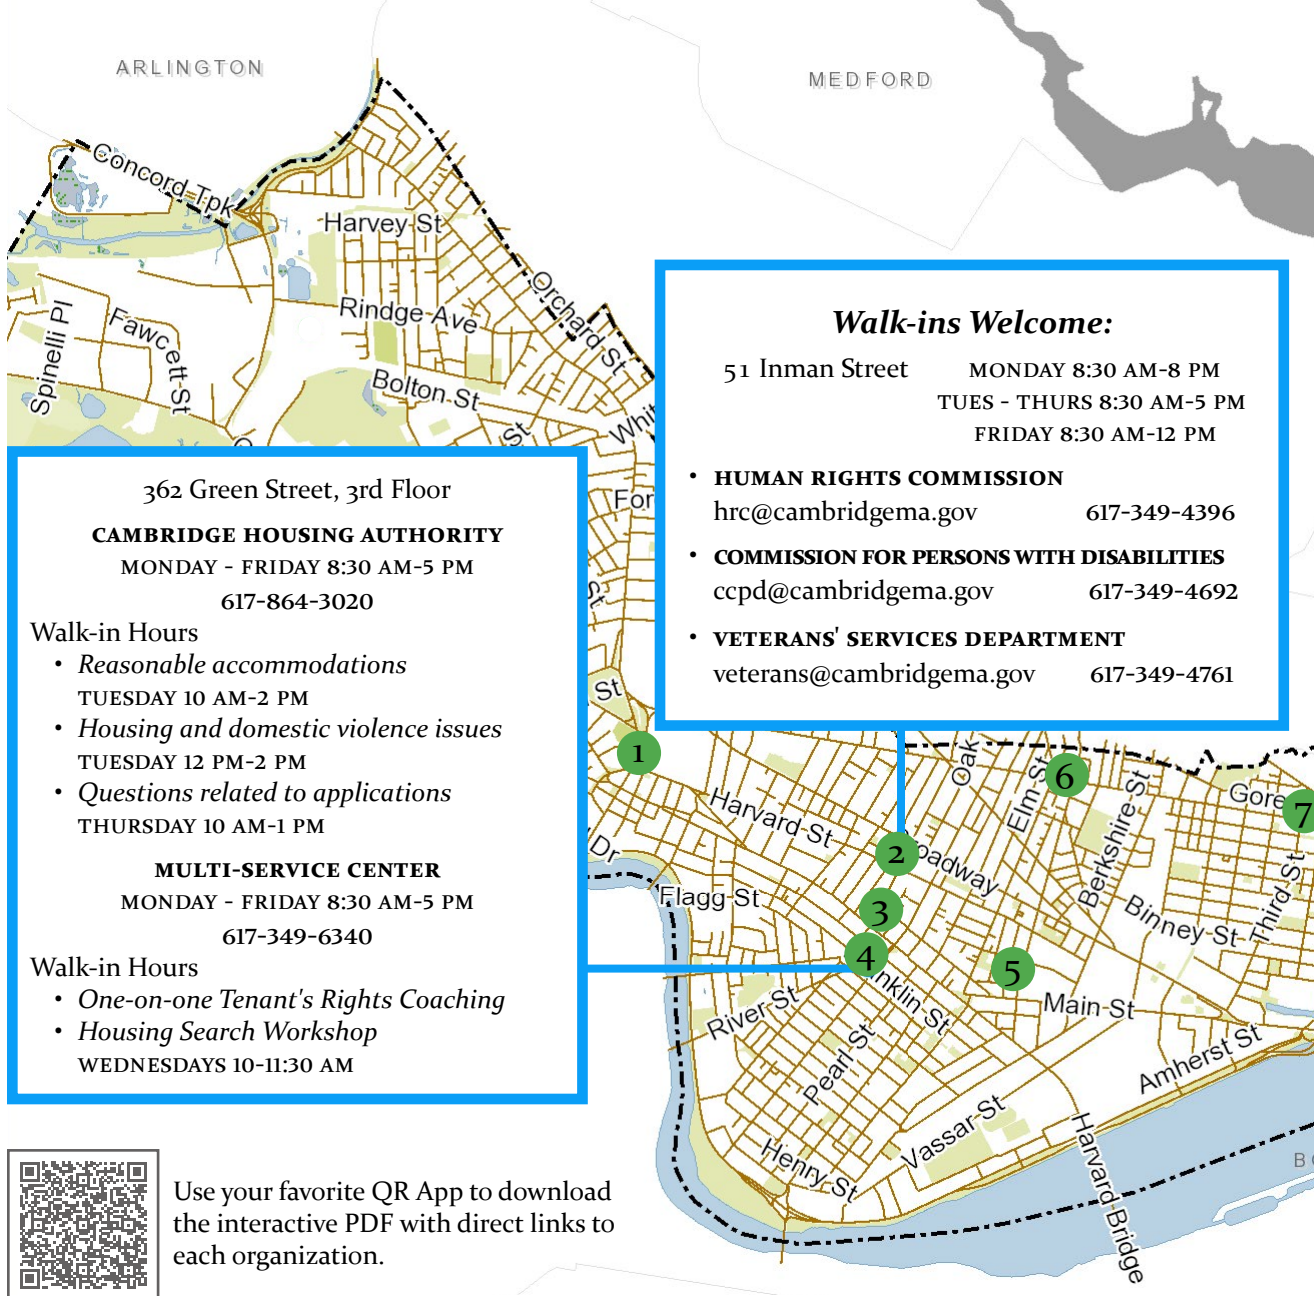 ARLINGTON
MEDFORD
Concord Tpk
Harvey St
Orchard St
Rindge Ave
Spinelli Pl
Fawcett St
Bolton St
St
Walk-ins Welcome:
51 Inman Street MONDAY 8:30 AM-8 PM
TUES - THURS 8:30 AM-5 PM
FRIDAY 8:30 AM-12 PM
• HUMAN RIGHTS COMMISSION
hrc@cambridgema.gov 617-349-4396
• COMMISSION FOR PERSONS WITH DISABILITIES
ccpd@cambridgema.gov 617-349-4692
• VETERANS' SERVICES DEPARTMENT
veterans@cambridgema.gov 617-349-4761
362 Green Street, 3rd Floor
CAMBRIDGE HOUSING AUTHORITY
MONDAY - FRIDAY 8:30 AM-5 PM
617-864-3020
Walk-in Hours
• Reasonable accommodations
TUESDAY 10 AM-2 PM
• Housing and domestic violence issues
TUESDAY 12 PM-2 PM
• Questions related to applications
THURSDAY 10 AM-1 PM
MULTI-SERVICE CENTER
MONDAY - FRIDAY 8:30 AM-5 PM
617-349-6340
Walk-in Hours
• One-on-one Tenant's Rights Coaching
• Housing Search Workshop
WEDNESDAYS 10-11:30 AM
St
St
1
Oak
6
Elm St
Berkshire St
Gore
7
Harvard St
Dr
2
roadway
Flagg St
3
Binney St
Third St
4
5
nklin St
River St
Main St
Pearl St
Amherst St
Vassar St
Henry St
Harvard Bridge
Use your favorite QR App to download
the interactive PDF with direct links to
each organization.